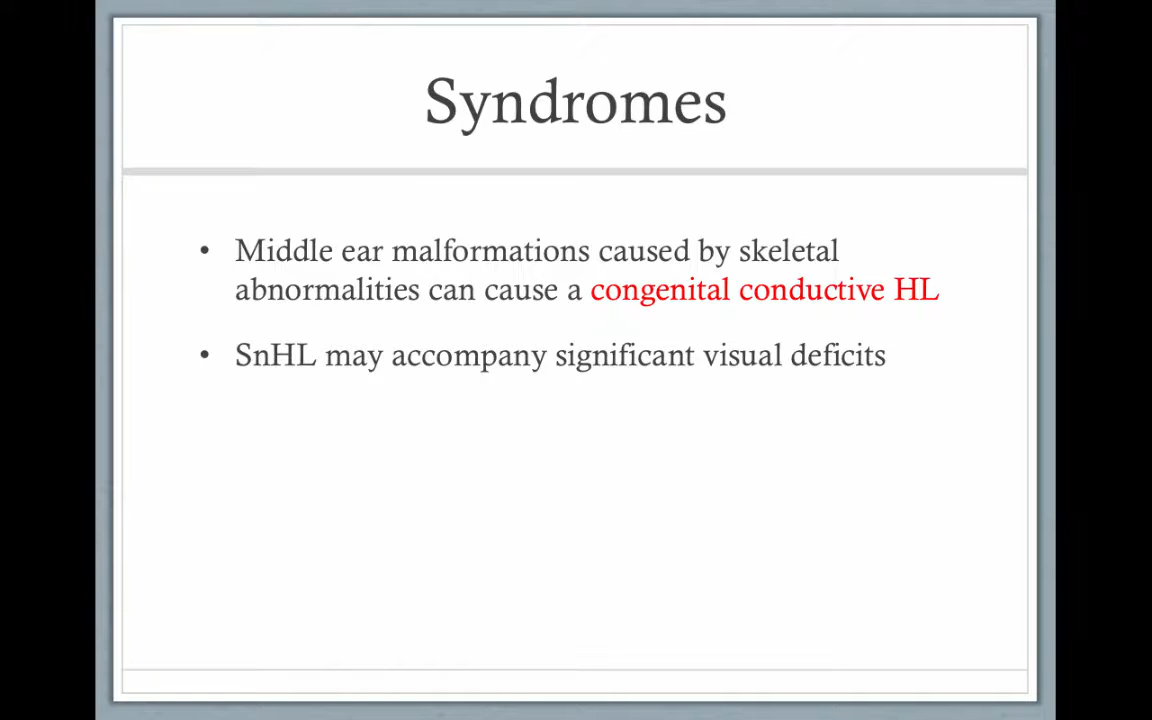 Syndromes
• Middle ear malformations caused by skeletal
abnormalities can cause a congenital conductive HL
• SnHL may accompany significant visual deficits